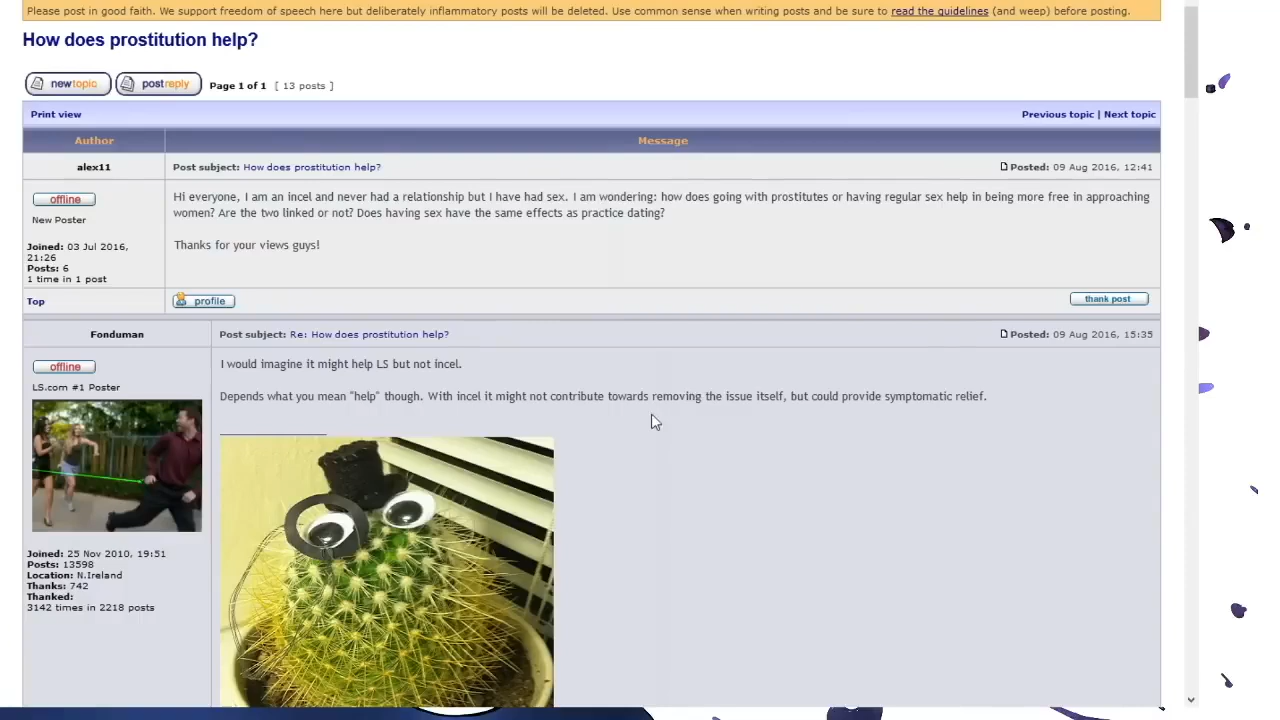 Please post in good faith. We support freedom of speech here but deliberately inflammatory posts will be deleted. Use common sense when writing posts and be sure to read the guidelines (and weep) before posting.
How does prostitution help?
newtopic postreply Page 1 of 1 [ 13 posts ]
Print view Previous topic | Next topic
Author Message
alex11 Post subject: How does prostitution help? Posted: 09 Aug 2016, 12:41
offline
New Poster
Joined: 03 Jul 2016,
21:26
Posts: 6
1 time in 1 post
Hi everyone, I am an incel and never had a relationship but I have had sex. I am wondering: how does going with prostitutes or having regular sex help in being more free in approaching
women? Are the two linked or not? Does having sex have the same effects as practice dating?
Thanks for your views guys!
Top profile thank post
Fonduman Post subject: Re: How does prostitution help? Posted: 09 Aug 2016, 15:35
offline
LS.com #1 Poster
Joined: 25 Nov 2010, 19:51
Posts: 13598
Location: N.Ireland
Thanks: 742
Thanked:
3142 times in 2218 posts
I would imagine it might help LS but not incel.
Depends what you mean "help" though. With incel it might not contribute towards removing the issue itself, but could provide symptomatic relief.